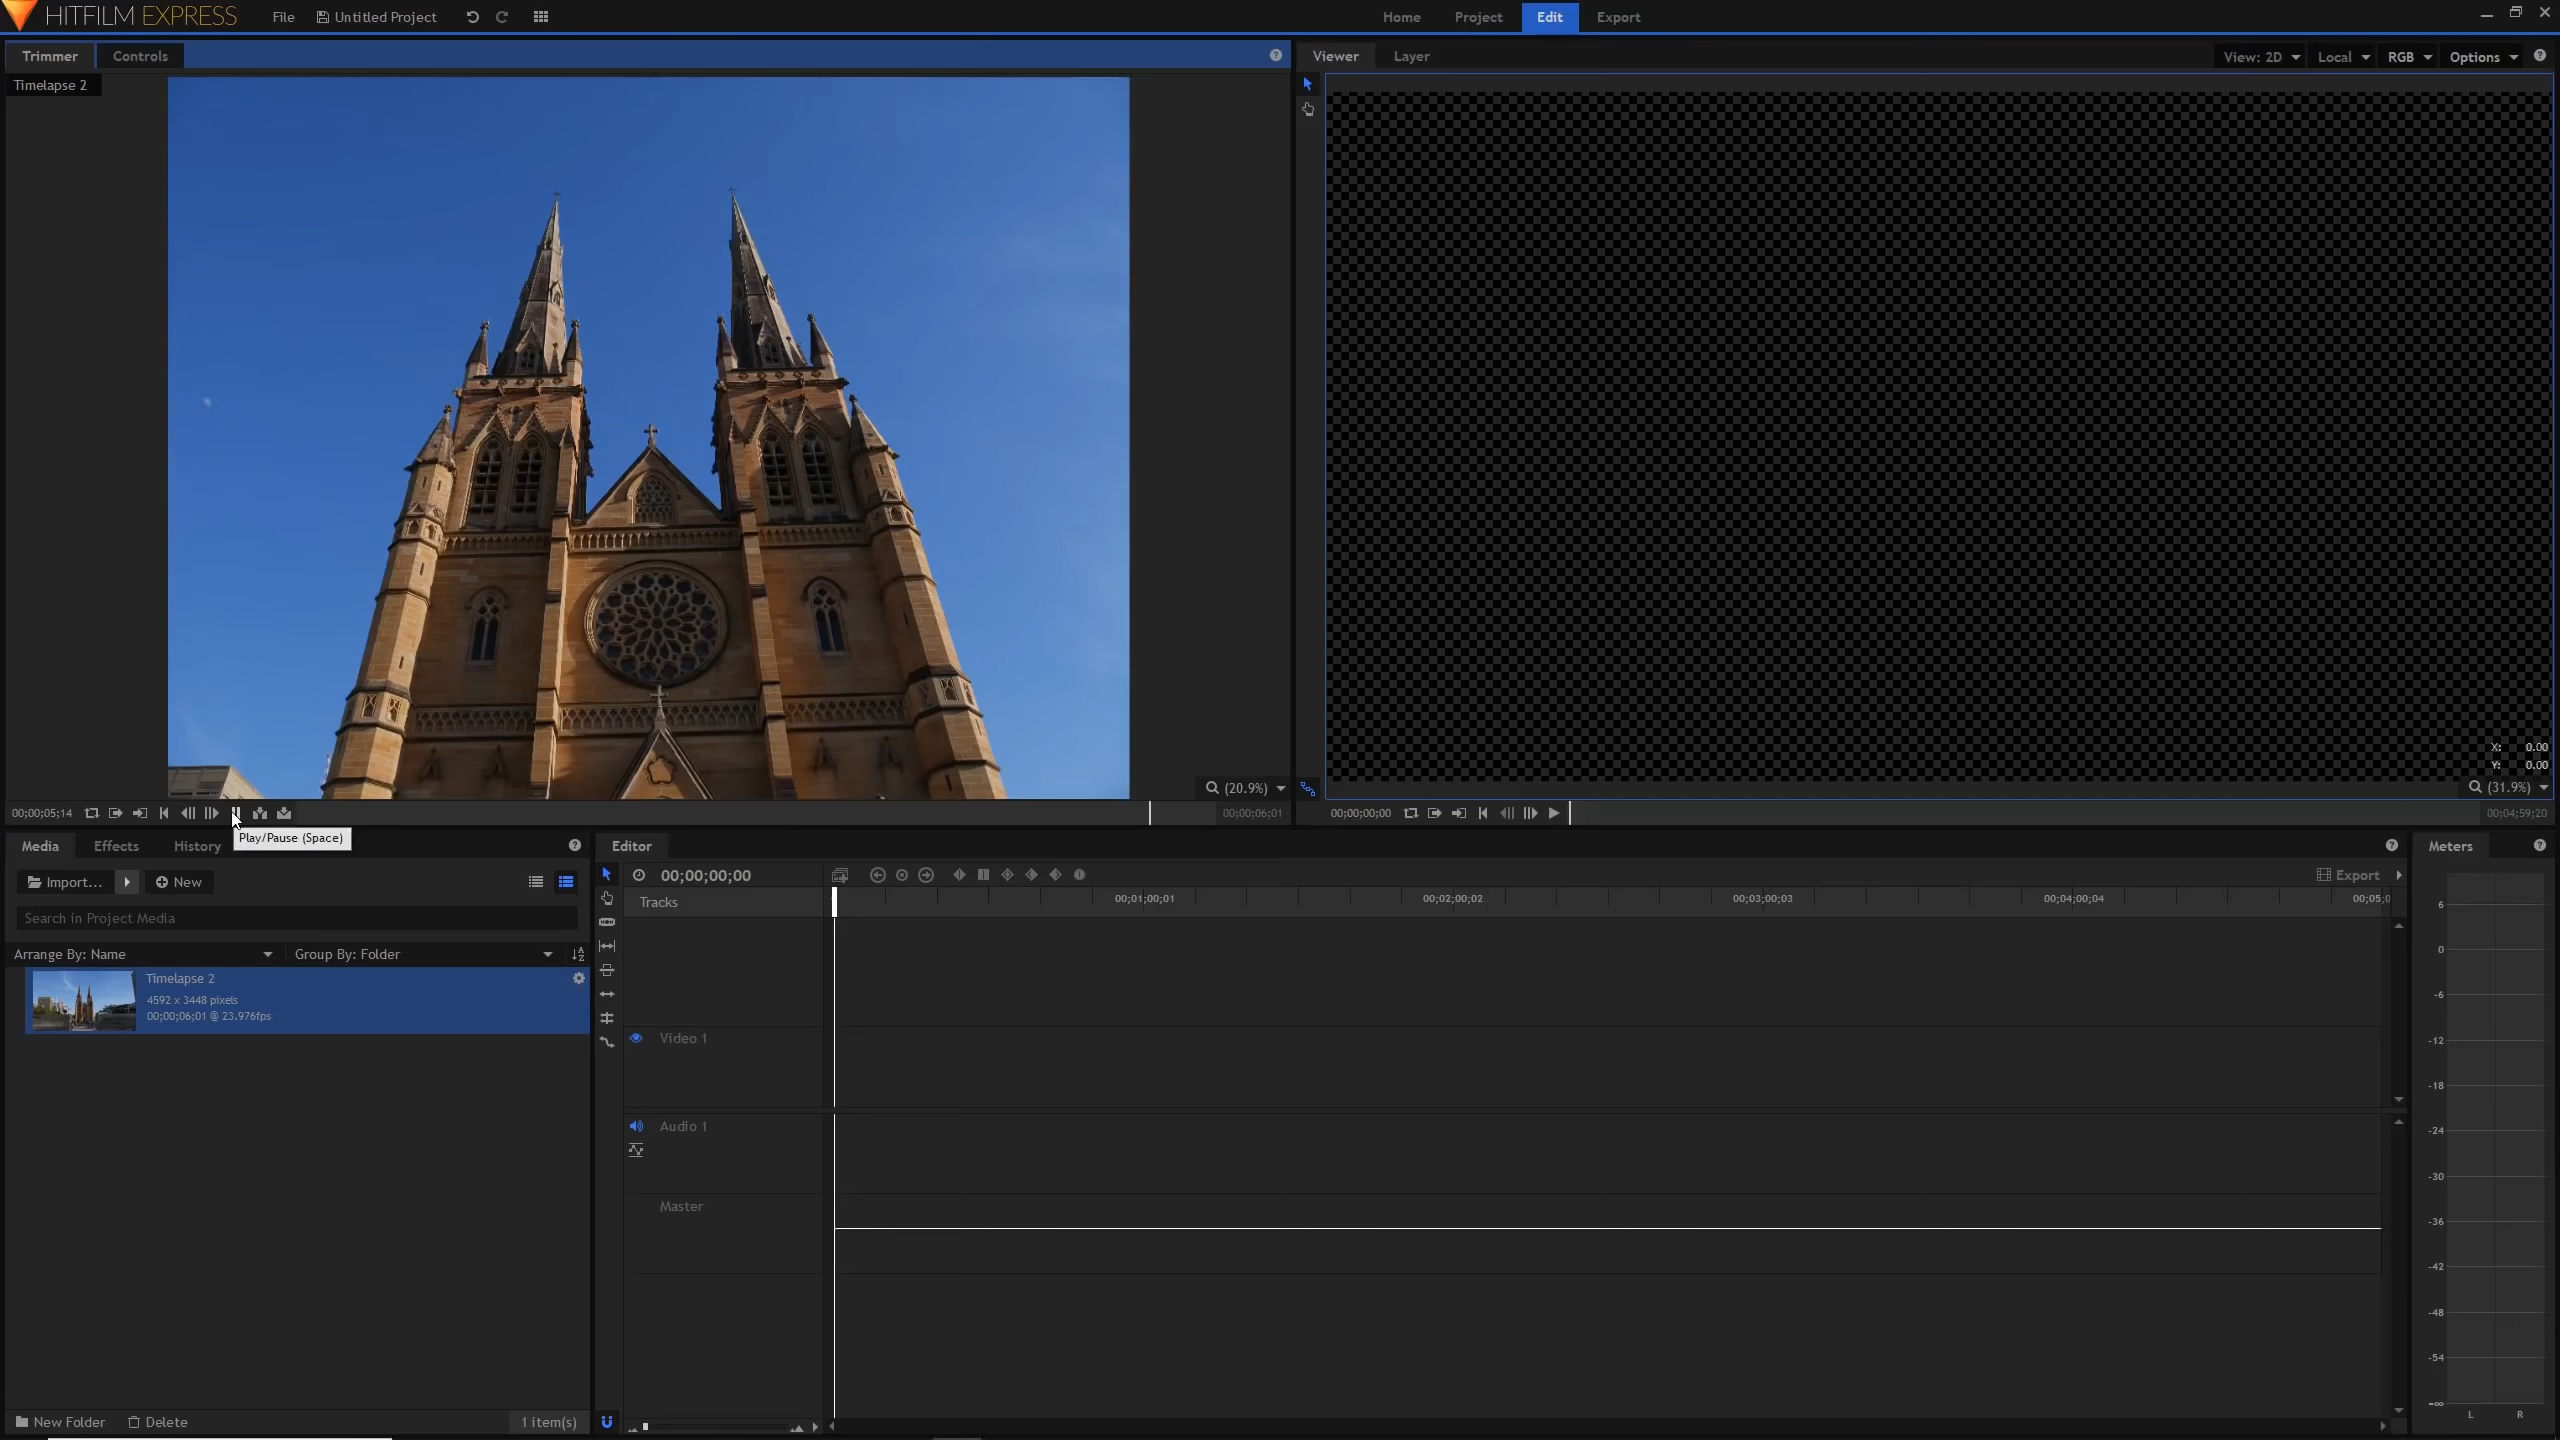 HITFILM EXPRESS File Untitled Project Home Project Edit Export
Trimmer Controls
Viewer Layer View: 2D Local RGB Options
Timelapse 2
X: 0.00
Y: 0.00
(20.9%)
(31.9%)
00;00;05;14 00;00;06;01
00;00;00;00 00;04;59;20
Play/Pause (Space)
Media Effects History
Editor
Meters
Import... New
00;00;00;00 Export
Tracks 00;01;00;01 00;02;00;02 00;03;00;03 00;04;00;04 00;05;0
Search in Project Media
Arrange By: Name Group By: Folder
Timelapse 2
4592 x 3448 pixels
00;00;06;01 @ 23.976fps
Video 1
Audio 1
Master
6
0
-6
-12
-18
-24
-30
-36
-42
-48
-54
-∞
L R
New Folder Delete 1 item(s)